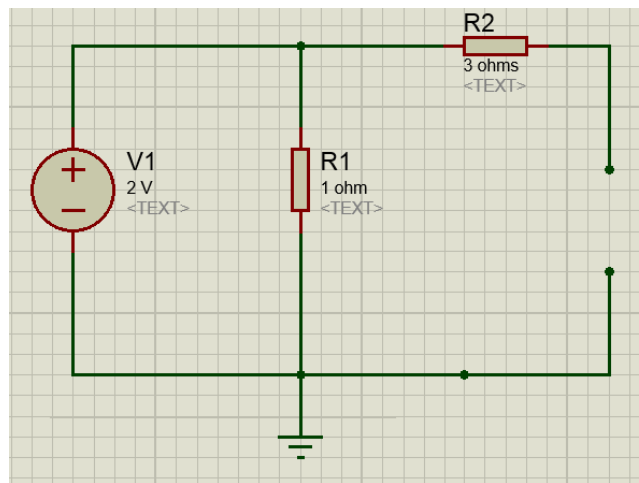 R2
3 ohms
<TEXT>
V1
2 V
<TEXT>
R1
1 ohm
<TEXT>